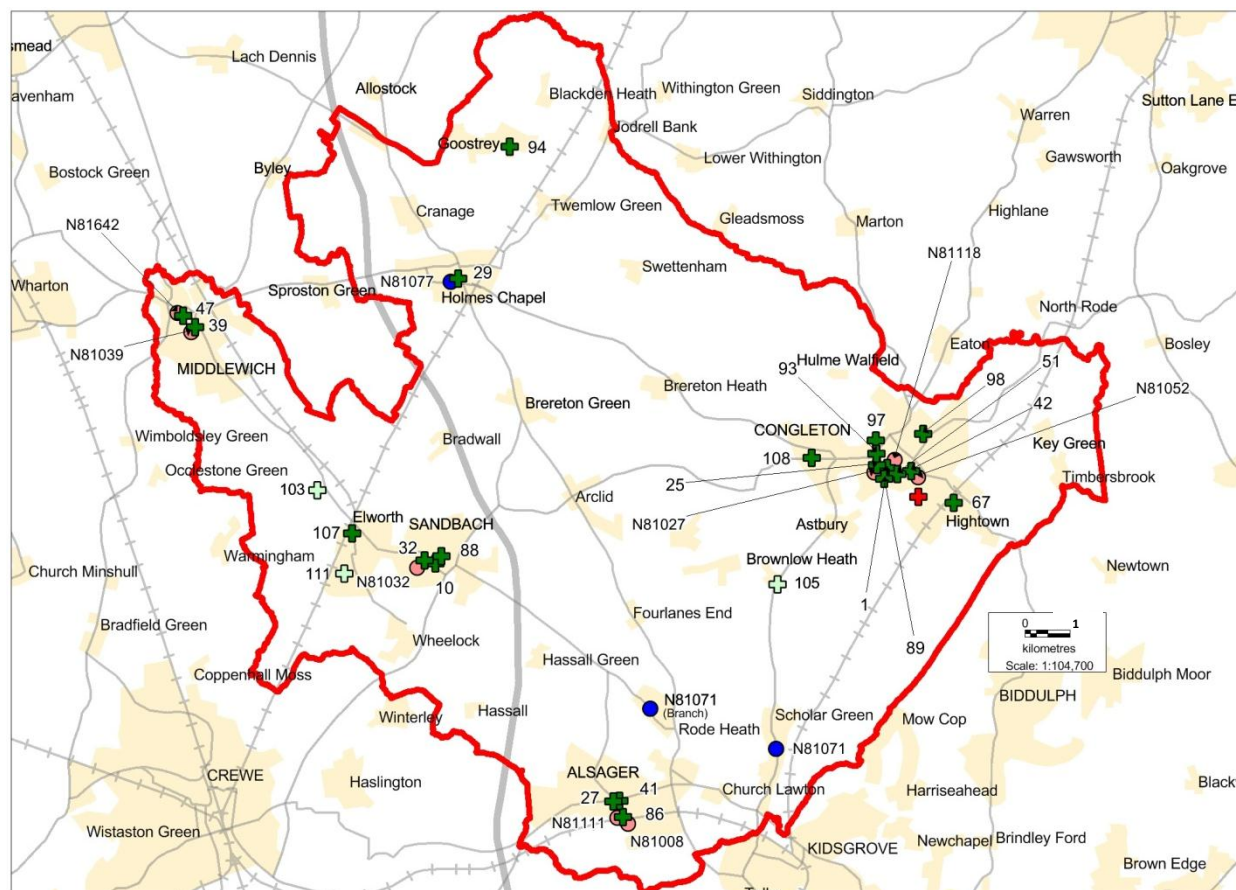 smead
Lach Dennis
avenham
Allostock
Blackden Heath
Withington Green
Siddington
Sutton Lane E
Warren
Jodrell Bank
Goostrey
94
Lower Withington
Gawsworth
Oakgrove
Bostock Green
Byley
Cranage
Twemlow Green
Gleadsmoss
Marton
Highlane
N81642
N81118
Swettenham
Wharton
Sproston Green
N81077
29
Holmes Chapel
North Rode
47
39
N81039
MIDDLEWICH
Hulme Walfield
Eaton
Bosley
93
98
51
42
N81052
Brereton Heath
Brereton Green
97
CONGLETON
Wimboldsley Green
Bradwall
108
Key Green
Occlestone Green
Timbersbrook
103
25
Arclid
67
Hightown
Elworth
SANDBACH
N81027
Astbury
107
32
88
Warmingham
Brownlow Heath
Church Minshull
111
N81032
10
105
Newtown
1
Fourlanes End
Bradfield Green
Wheelock
89
0 1
kilometres
Scale: 1:104,700
Hassall Green
Coppenhall Moss
Biddulph Moor
BIDDULPH
N81071
(Branch)
Winterley
Hassall
Scholar Green
Mow Cop
Rode Heath
N81071
CREWE
Haslington
ALSAGER
Church Lawton
Harriseahead
27
41
86
N81111
N81008
Wistaston Green
KIDSGROVE
Newchapel
Brindley Ford
Brown Edge